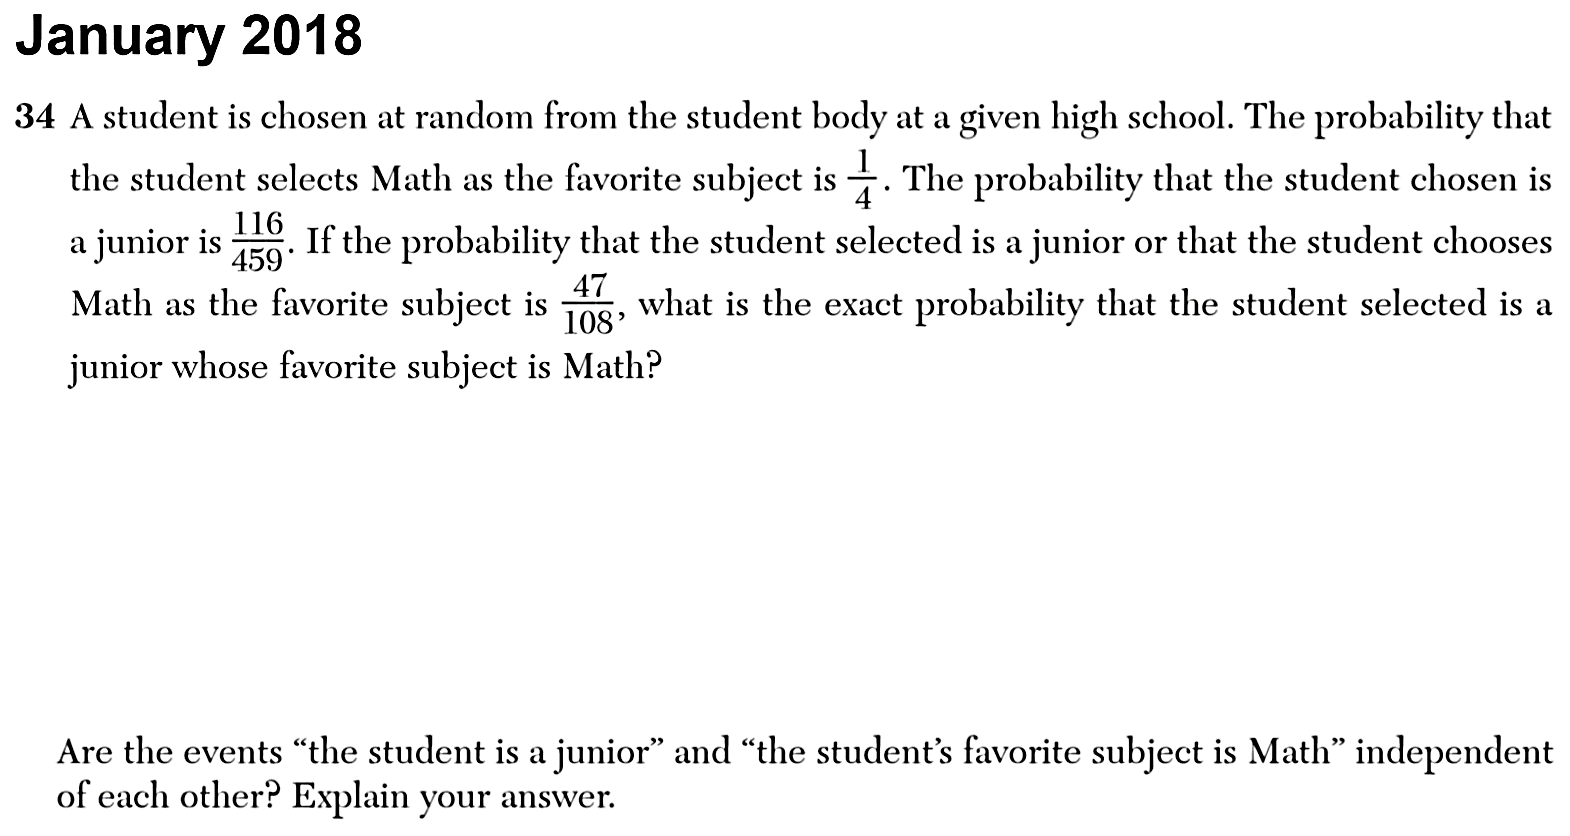 January 2018
34 A student is chosen at random from the student body at a given high school. The probability that
the student selects Math as the favorite subject is 1/4. The probability that the student chosen is
a junior is 116/459. If the probability that the student selected is a junior or that the student chooses
Math as the favorite subject is 47/108, what is the exact probability that the student selected is a
junior whose favorite subject is Math?
Are the events “the student is a junior” and “the student’s favorite subject is Math” independent
of each other? Explain your answer.